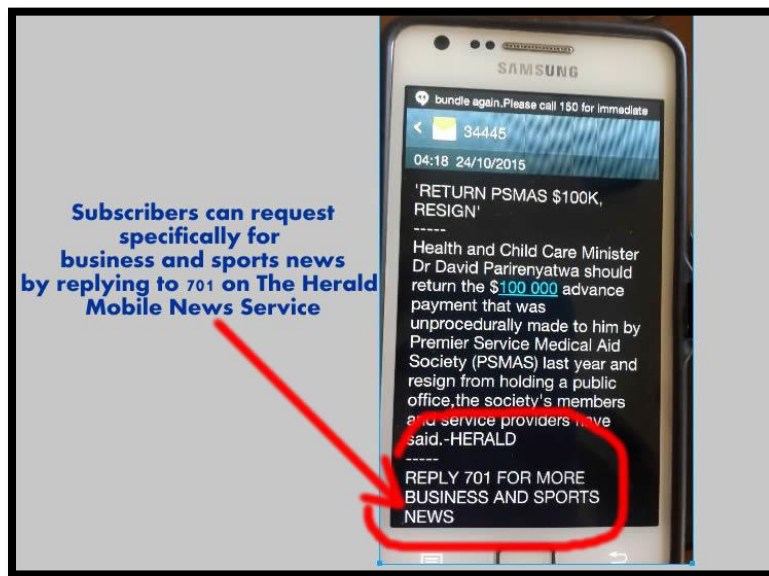 Subscribers can request
specifically for
business and sports news
by replying to 701 on The Herald
Mobile News Service
SAMSUNG
bundle again.Please call 150 for immediate
34445
04:18 24/10/2015
'RETURN PSMAS $100K,
RESIGN'
-----
Health and Child Care Minister
Dr David Parirenyatwa should
return the $100 000 advance
payment that was
unprocedurally made to him by
Premier Service Medical Aid
Society (PSMAS) last year and
resign from holding a public
office,the society's members
and service providers have
said.-HERALD
-----
REPLY 701 FOR MORE
BUSINESS AND SPORTS
NEWS